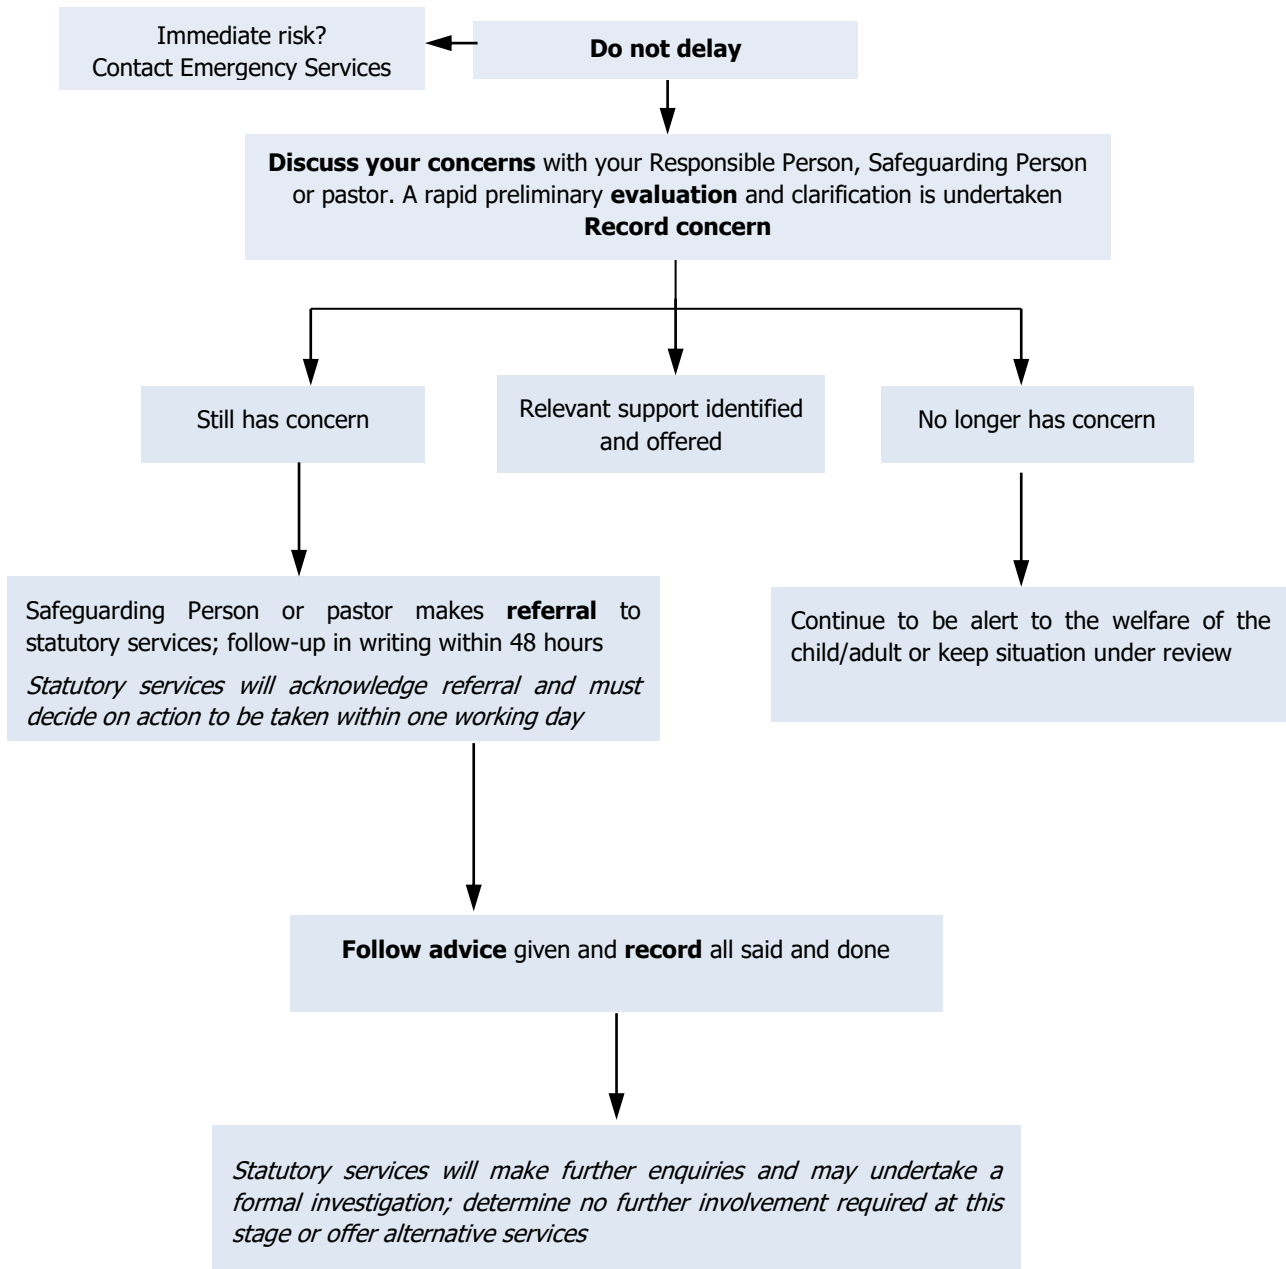 Immediate risk?
Contact Emergency Services
Do not delay
Discuss your concerns with your Responsible Person, Safeguarding Person
or pastor. A rapid preliminary evaluation and clarification is undertaken
Record concern
Still has concern
Relevant support identified
and offered
No longer has concern
Safeguarding Person or pastor makes referral to
statutory services; follow-up in writing within 48 hours
Statutory services will acknowledge referral and must
decide on action to be taken within one working day
Continue to be alert to the welfare of the
child/adult or keep situation under review
Follow advice given and record all said and done
Statutory services will make further enquiries and may undertake a
formal investigation; determine no further involvement required at this
stage or offer alternative services